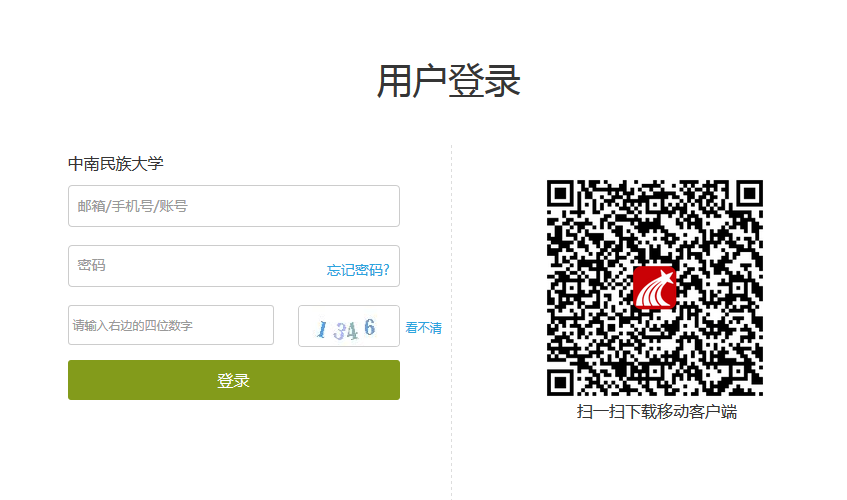 用户登录
中南民族大学
邮箱/手机号/账号
密码
忘记密码?
请输入右边的四位数字
1346
看不清
登录
扫一扫下载移动客户端